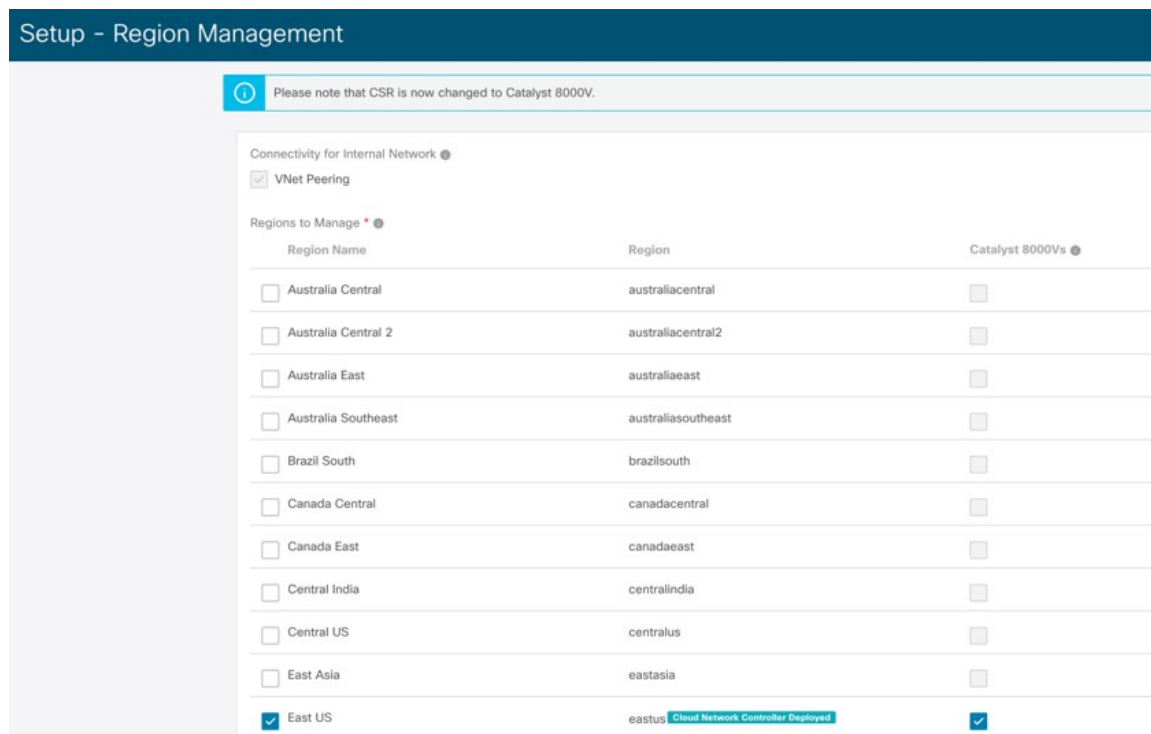 Setup - Region Management
Please note that CSR is now changed to Catalyst 8000V.
Connectivity for Internal Network
VNet Peering
Regions to Manage *
Region Name Region Catalyst 8000Vs
Australia Central australiacentral
Australia Central 2 australiacentral2
Australia East australiaeast
Australia Southeast australiasoutheast
Brazil South brazilsouth
Canada Central canadacentral
Canada East canadaeast
Central India centralindia
Central US centralus
East Asia eastasia
East US eastus Cloud Network Controller Deployed